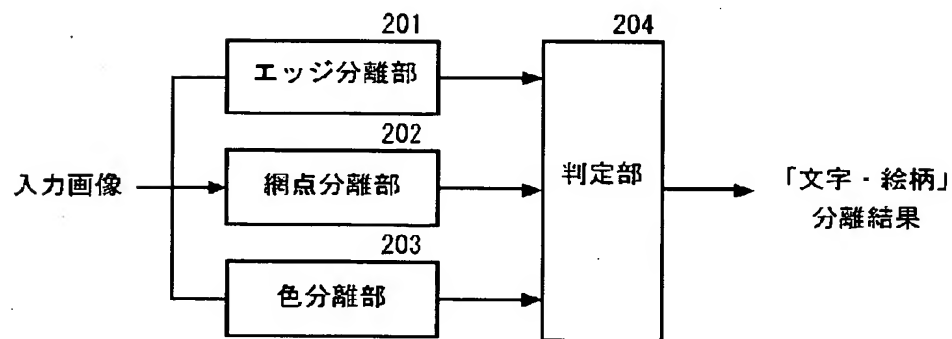 201
エッジ分離部
202
網点分離部
203
色分離部
204
判定部
入力画像
「文字・絵柄」
分離結果